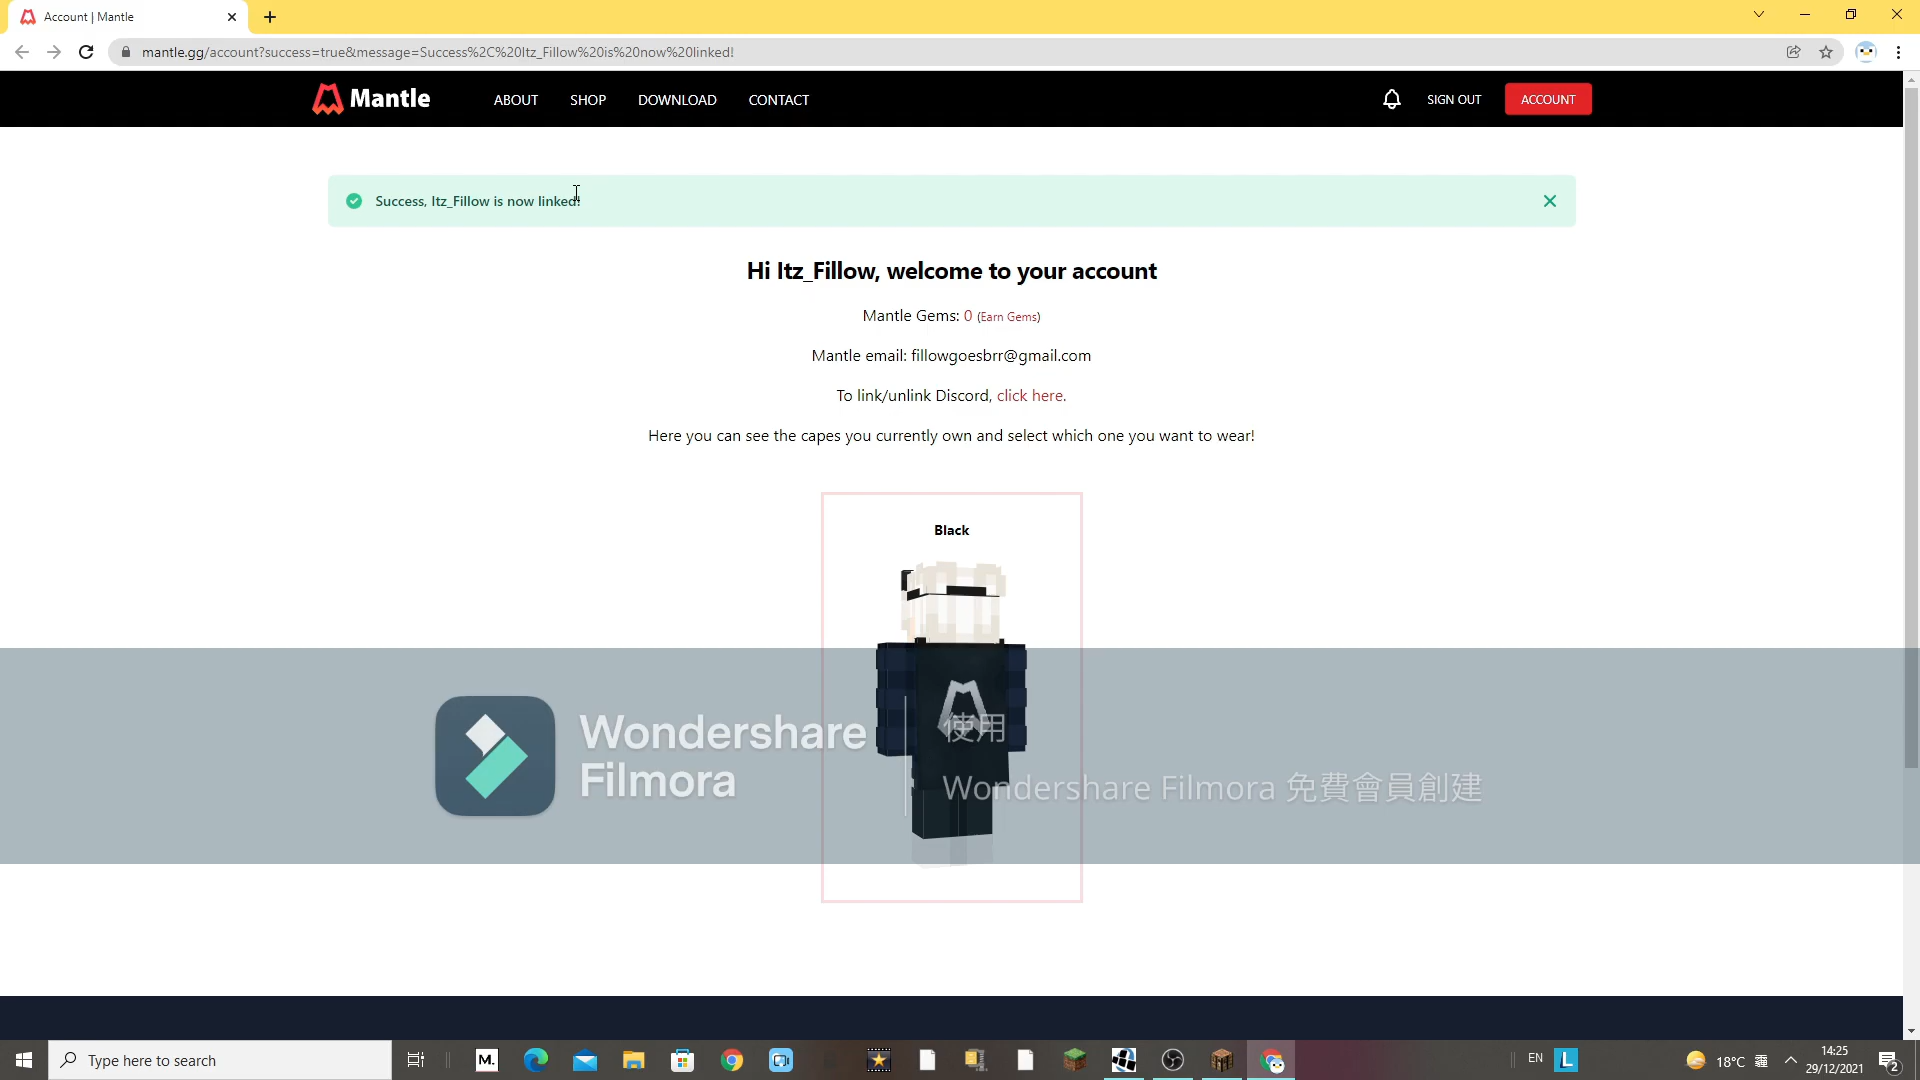 Account | Mantle
mantle.gg/account?success=true&message=Success%2C%20Itz_Fillow%20is%20now%20linked!
Mantle
ABOUT
SHOP
DOWNLOAD
CONTACT
SIGN OUT
ACCOUNT
Success, Itz_Fillow is now linked!
Hi Itz_Fillow, welcome to your account
Mantle Gems: 0 (Earn Gems)
Mantle email: fillowgoesbrr@gmail.com
To link/unlink Discord, click here.
Here you can see the capes you currently own and select which one you want to wear!
Black
Wondershare
Filmora
使用
Wondershare Filmora 免費會員創建
Type here to search
M.
EN
L
18°C
14:25
29/12/2021
2